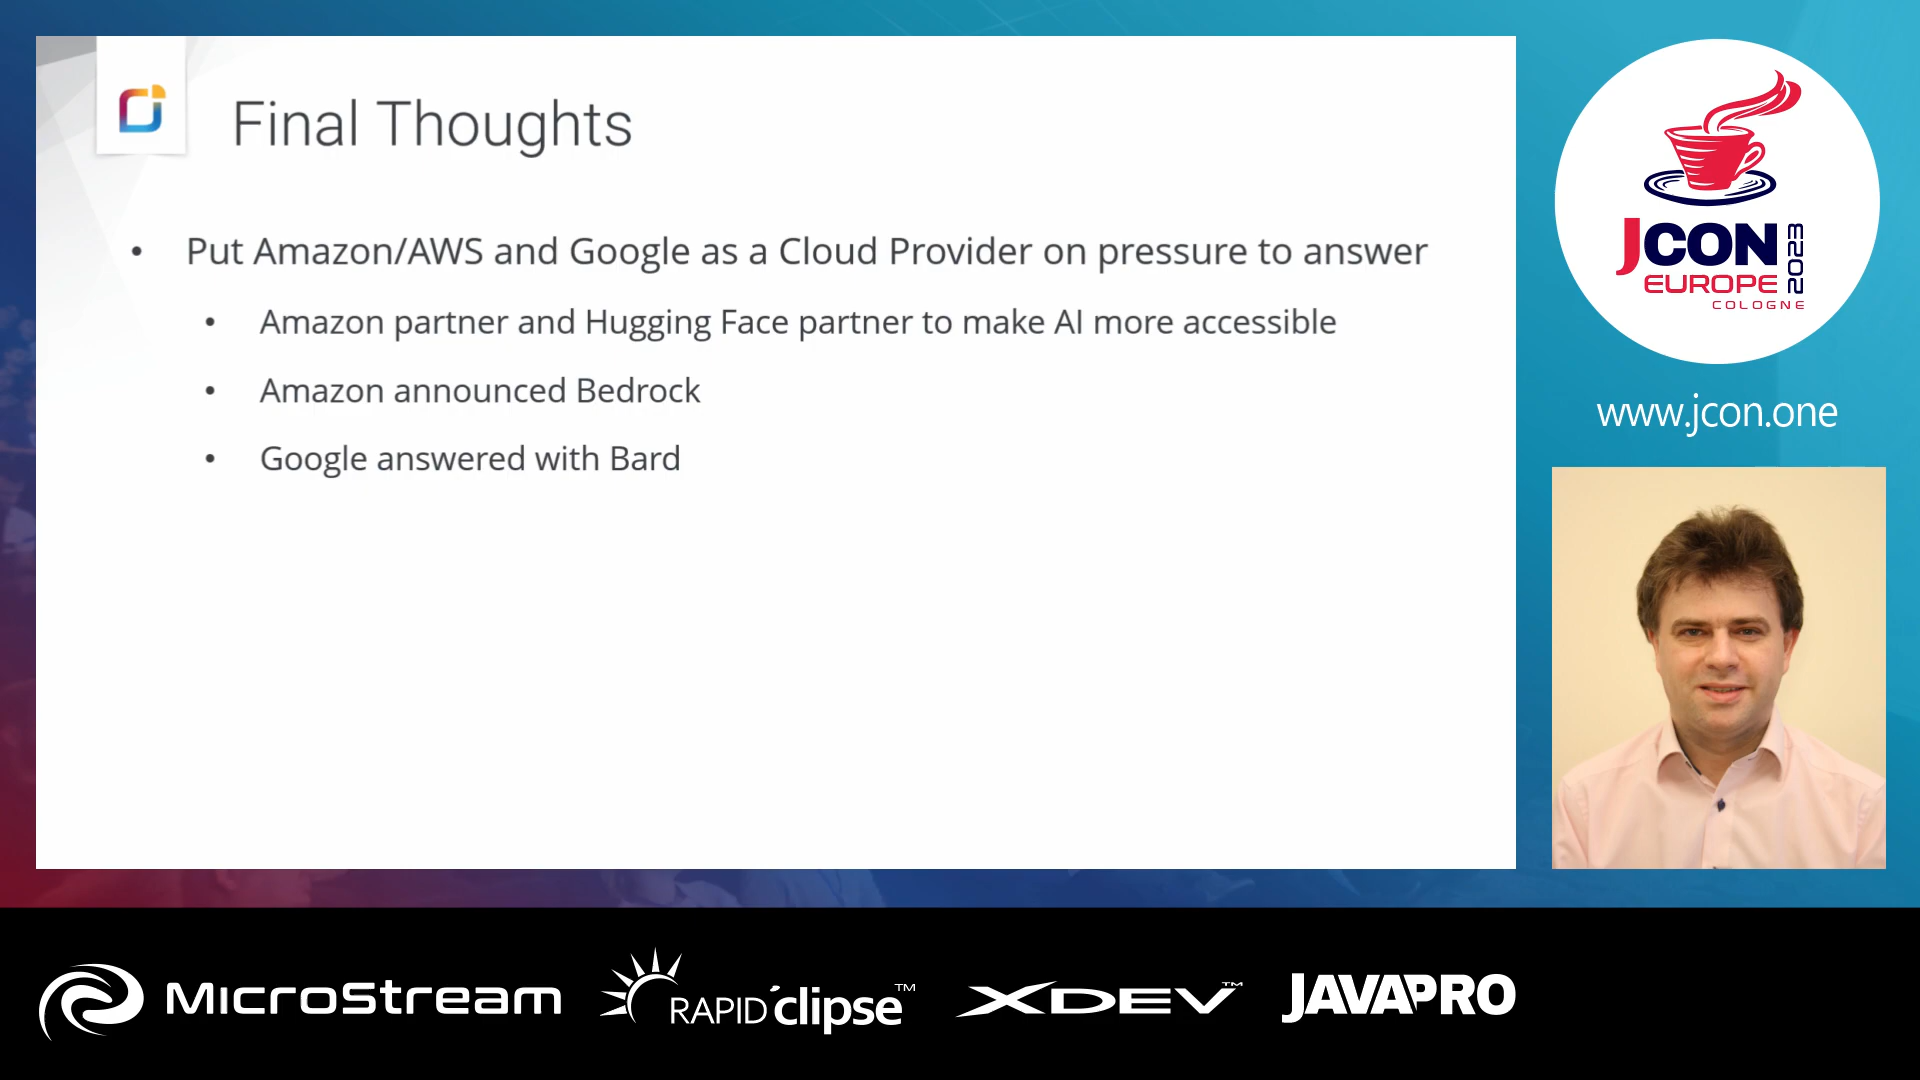 Final Thoughts
• Put Amazon/AWS and Google as a Cloud Provider on pressure to answer
• Amazon partner and Hugging Face partner to make AI more accessible
• Amazon announced Bedrock
• Google answered with Bard
JCON
EUROPE
2023
COLOGNE
www.jcon.one
MicroStream
RAPID'clipse™
XDEV™
JAVAPRO